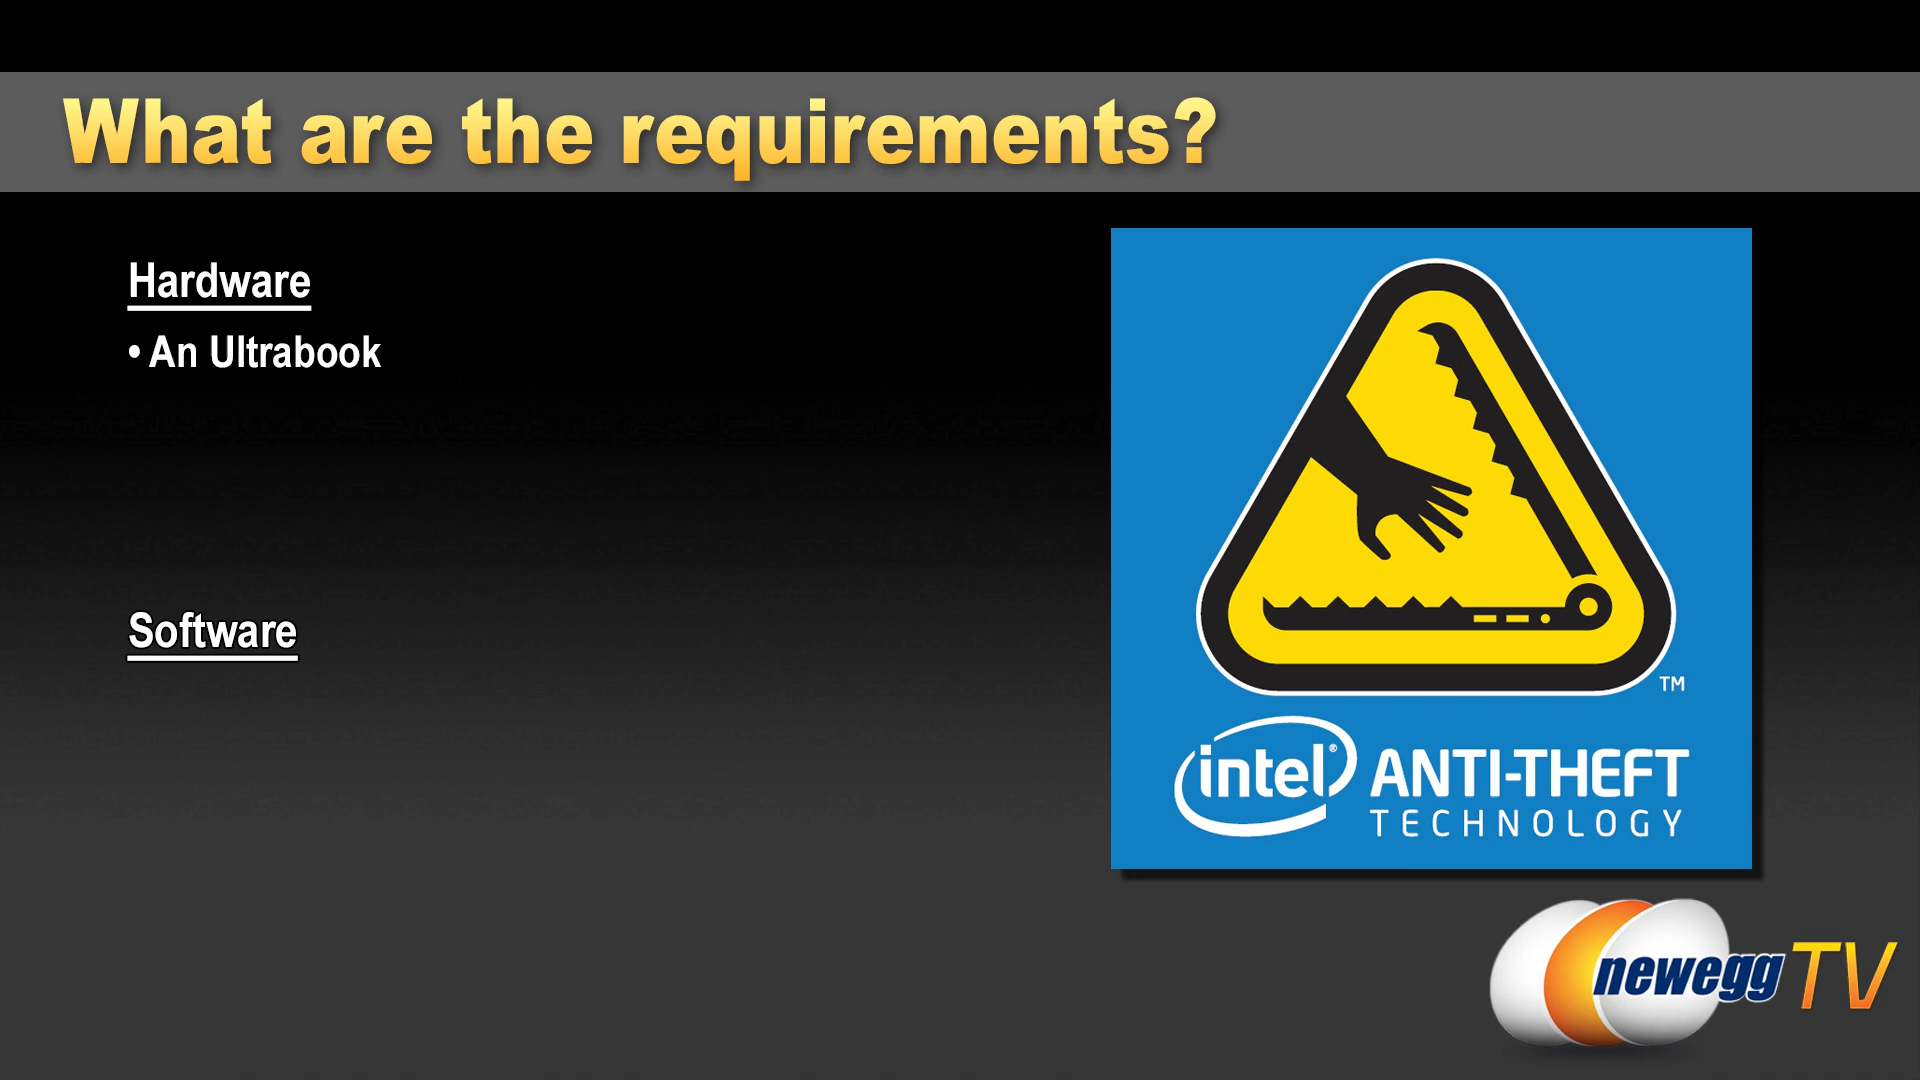 What are the requirements?
Hardware
• An Ultrabook
Software
TM
intel® ANTI-THEFT
TECHNOLOGY
newegg TV